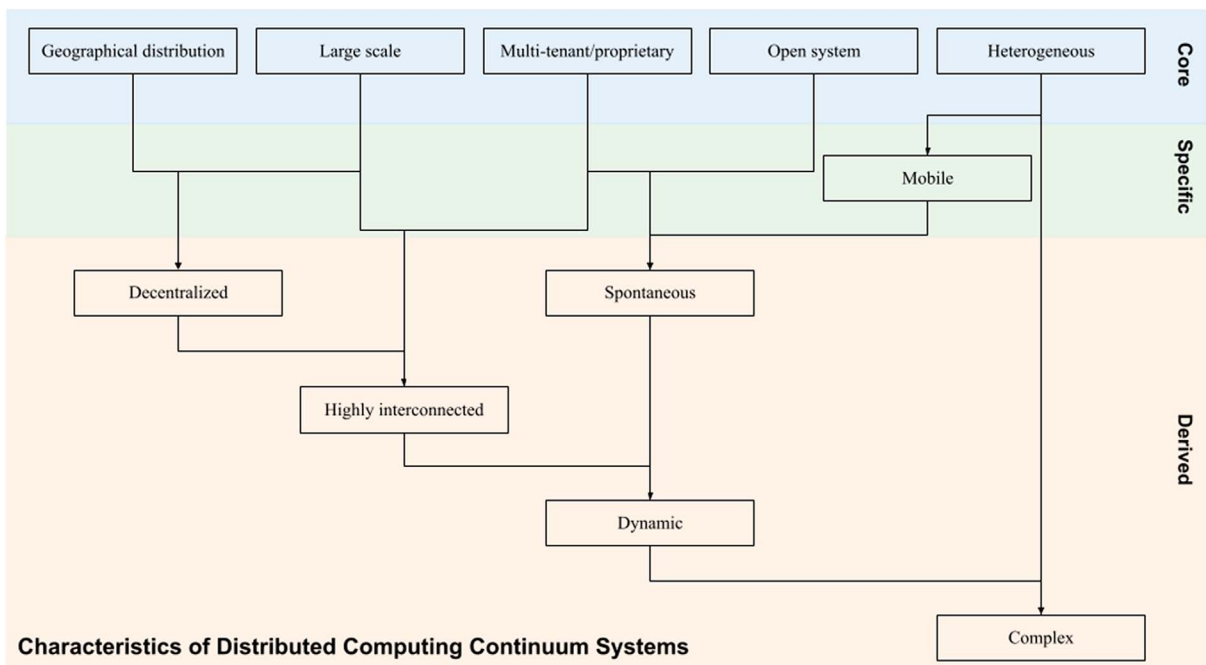 Geographical distribution
Large scale
Multi-tenant/proprietary
Open system
Heterogeneous
Core
Mobile
Specific
Decentralized
Spontaneous
Highly interconnected
Derived
Dynamic
Complex
Characteristics of Distributed Computing Continuum Systems